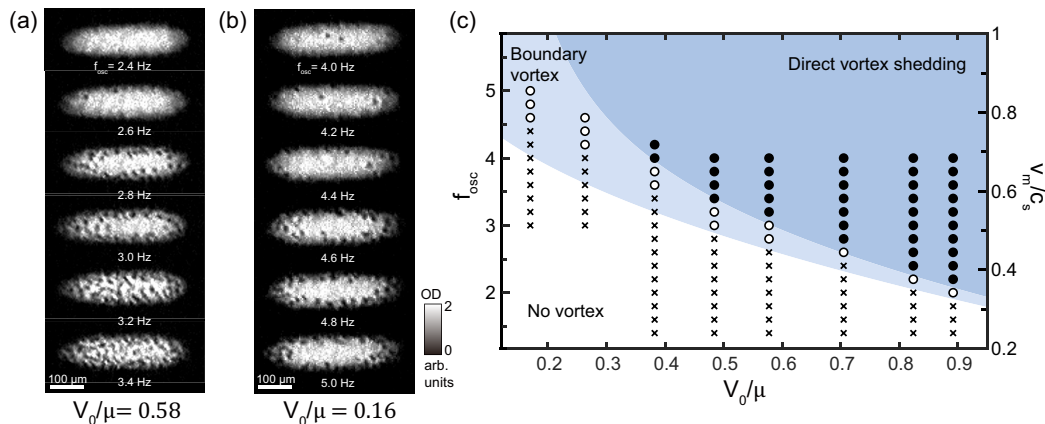 (a)
f_osc = 2.4 Hz
2.6 Hz
2.8 Hz
3.0 Hz
3.2 Hz
3.4 Hz
100 μm
V_0/μ= 0.58
(b)
f_osc = 4.0 Hz
4.2 Hz
4.4 Hz
4.6 Hz
4.8 Hz
5.0 Hz
100 μm
V_0/μ = 0.16
OD
2
0
arb.
units
(c)
Boundary
vortex
Direct vortex shedding
No vortex
f_osc
5
4
3
2
0.2 0.3 0.4 0.5 0.6 0.7 0.8 0.9
V_0/μ
1
0.8
0.6
0.4
0.2
v_m/c_s